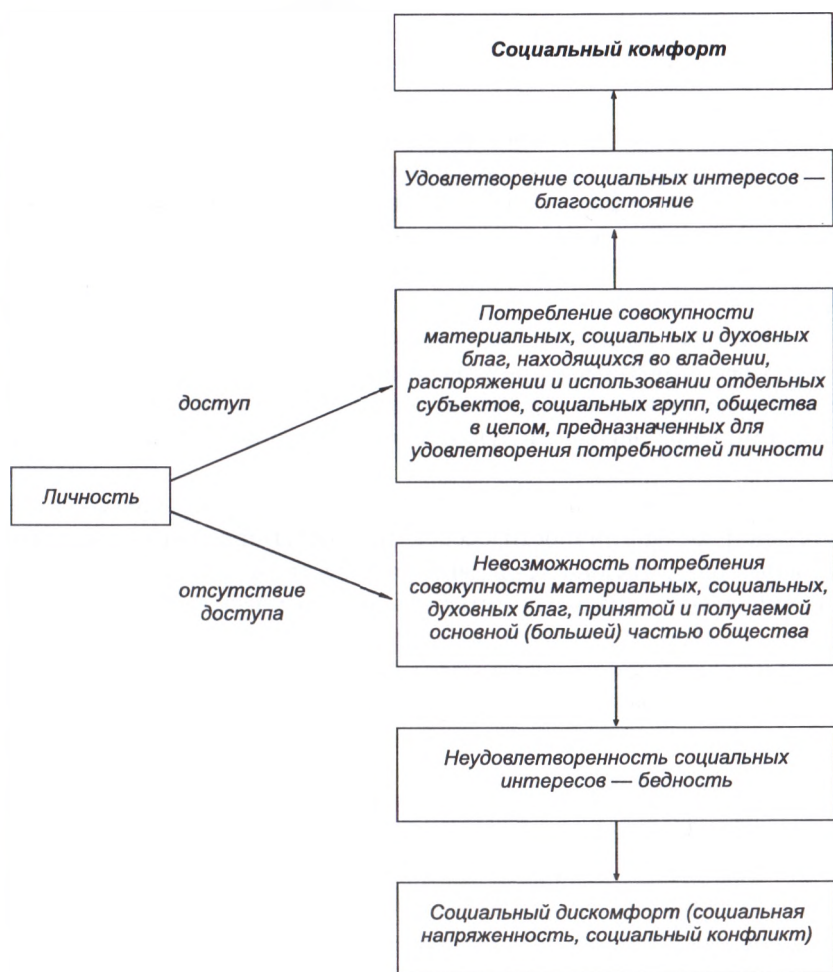 Социальный комфорт
Удовлетворение социальных интересов —
благосостояние
Потребление совокупности
материальных, социальных и духовных
благ, находящихся во владении,
распоряжении и использовании отдельных
субъектов, социальных групп, общества
в целом, предназначенных для
удовлетворения потребностей личности
доступ
Личность
отсутствие
доступа
Невозможность потребления
совокупности материальных, социальных,
духовных благ, принятой и получаемой
основной (большей) частью общества
Неудовлетворенность социальных
интересов — бедность
Социальный дискомфорт (социальная
напряженность, социальный конфликт)